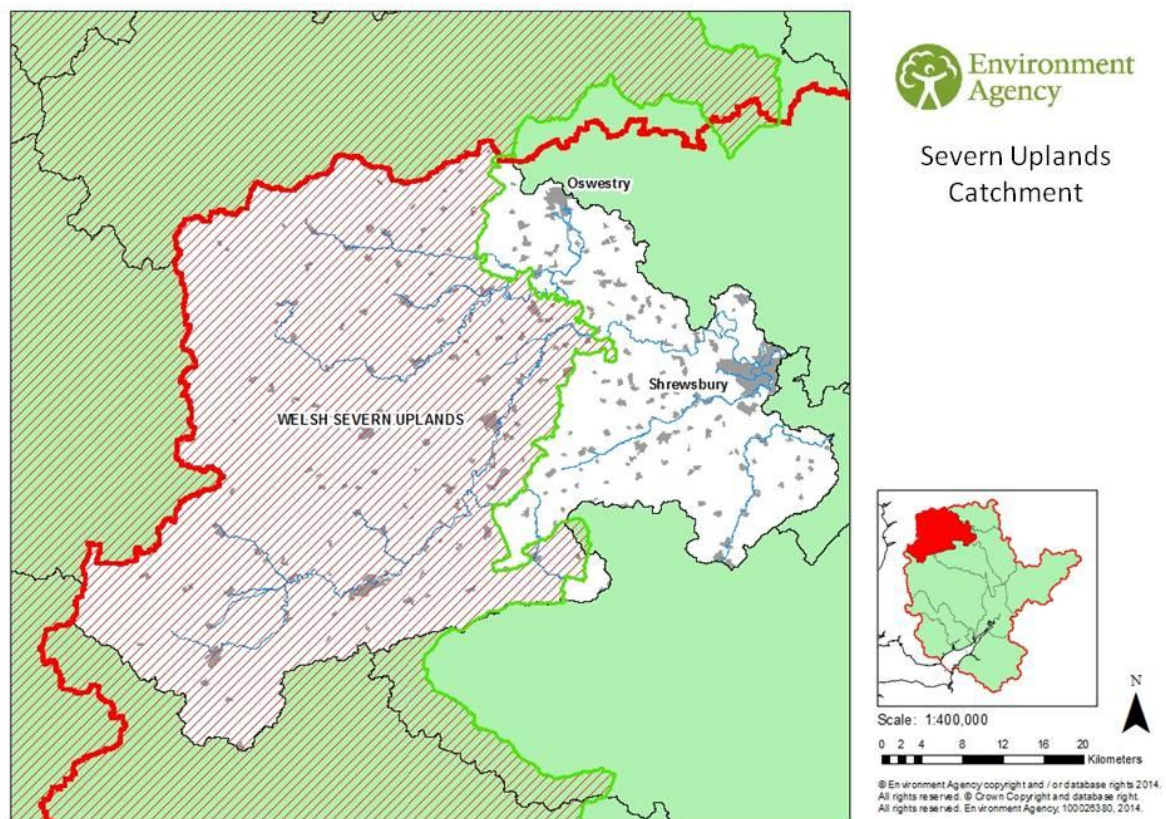 Oswestry
Shrewsbury
WELSH SEVERN UPLANDS
Environment
Agency
Severn Uplands
Catchment
N
Scale: 1:400,000
0 2 4 8 12 16 20
Kilometers
© Environment Agency copyright and / or database rights 2014.
All rights reserved. © Crown Copyright and database right.
All rights reserved. Environment Agency, 100026380, 2014.